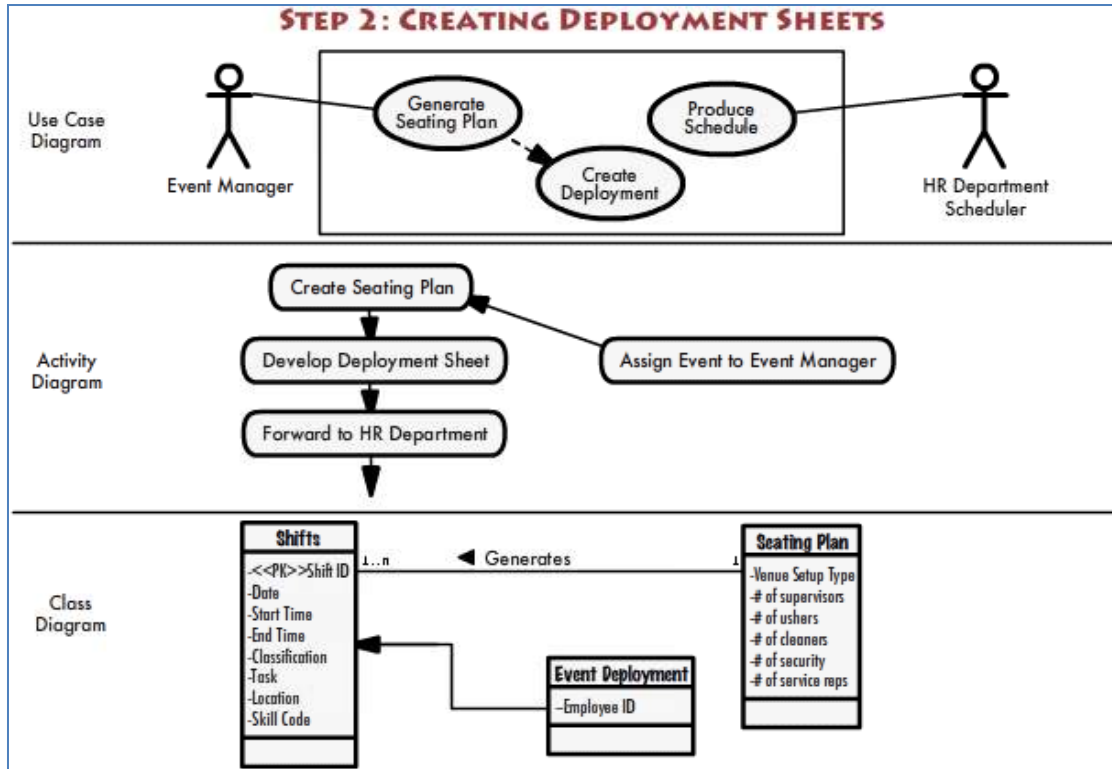 STEP 2: CREATING DEPLOYMENT SHEETS
Use Case
Diagram
Event Manager
Generate
Seating Plan
Create
Deployment
Produce
Schedule
HR Department
Scheduler
Activity
Diagram
Create Seating Plan
Develop Deployment Sheet
Assign Event to Event Manager
Forward to HR Department
Class
Diagram
Shifts
-<<PK>>Shift ID
-Date
-Start Time
-End Time
-Classification
-Task
-Location
-Skill Code
1..n
◄ Generates
1
Event Deployment
-Employee ID
Seating Plan
-Venue Setup Type
-# of supervisors
-# of ushers
-# of cleaners
-# of security
-# of service reps